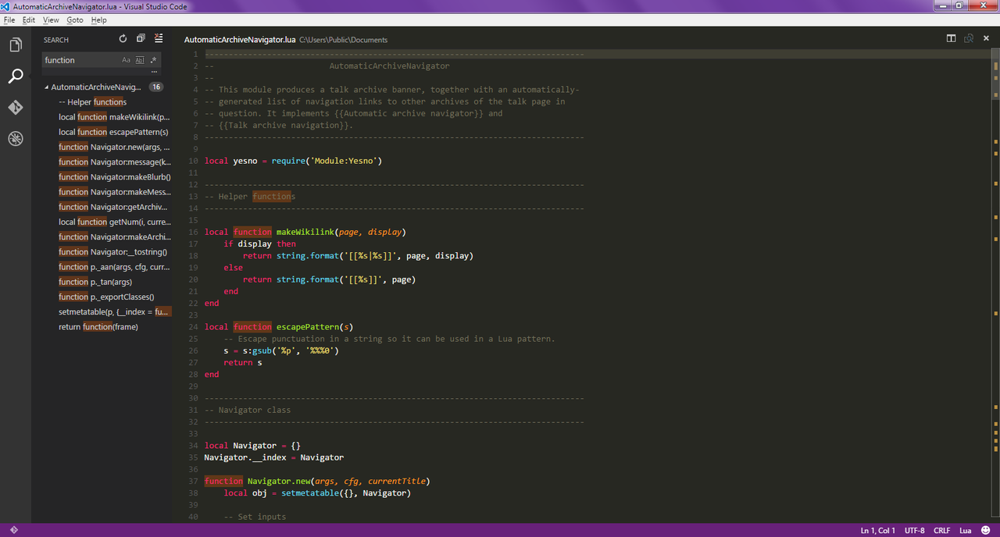 AutomaticArchiveNavigator.lua - Visual Studio Code
File Edit View Goto Help
SEARCH
function
Aa Ab| .*
...
AutomaticArchiveNavig... 16
-- Helper functions
local function makeWikilink(p...
local function escapePattern(s)
function Navigator.new(args, ...
function Navigator:message(k...
function Navigator:makeBlurb()
function Navigator:makeMess...
function Navigator:getArchiv...
local function getNum(i, curre...
function Navigator:makeArchi...
function Navigator:__tostring()
function p._aan(args, cfg, curr...
function p._tan(args)
function p._exportClasses()
setmetatable(p, {__index = fu...
return function(frame)
AutomaticArchiveNavigator.lua C:\Users\Public\Documents
1 -------------------------------------------------------------------------------
2 --                        AutomaticArchiveNavigator
3 --
4 -- This module produces a talk archive banner, together with an automatically-
5 -- generated list of navigation links to other archives of the talk page in
6 -- question. It implements {{Automatic archive navigator}} and
7 -- {{Talk archive navigation}}.
8 -------------------------------------------------------------------------------
9
10 local yesno = require('Module:Yesno')
11
12 -------------------------------------------------------------------------------
13 -- Helper functions
14 -------------------------------------------------------------------------------
15
16 local function makeWikilink(page, display)
17     if display then
18         return string.format('[[%s|%s]]', page, display)
19     else
20         return string.format('[[%s]]', page)
21     end
22 end
23
24 local function escapePattern(s)
25     -- Escape punctuation in a string so it can be used in a Lua pattern.
26     s = s:gsub('%p', '%%%0')
27     return s
28 end
29
30 -------------------------------------------------------------------------------
31 -- Navigator class
32 -------------------------------------------------------------------------------
33
34 local Navigator = {}
35 Navigator.__index = Navigator
36
37 function Navigator.new(args, cfg, currentTitle)
38     local obj = setmetatable({}, Navigator)
39
40     -- Set inputs
Ln 1, Col 1 UTF-8 CRLF Lua